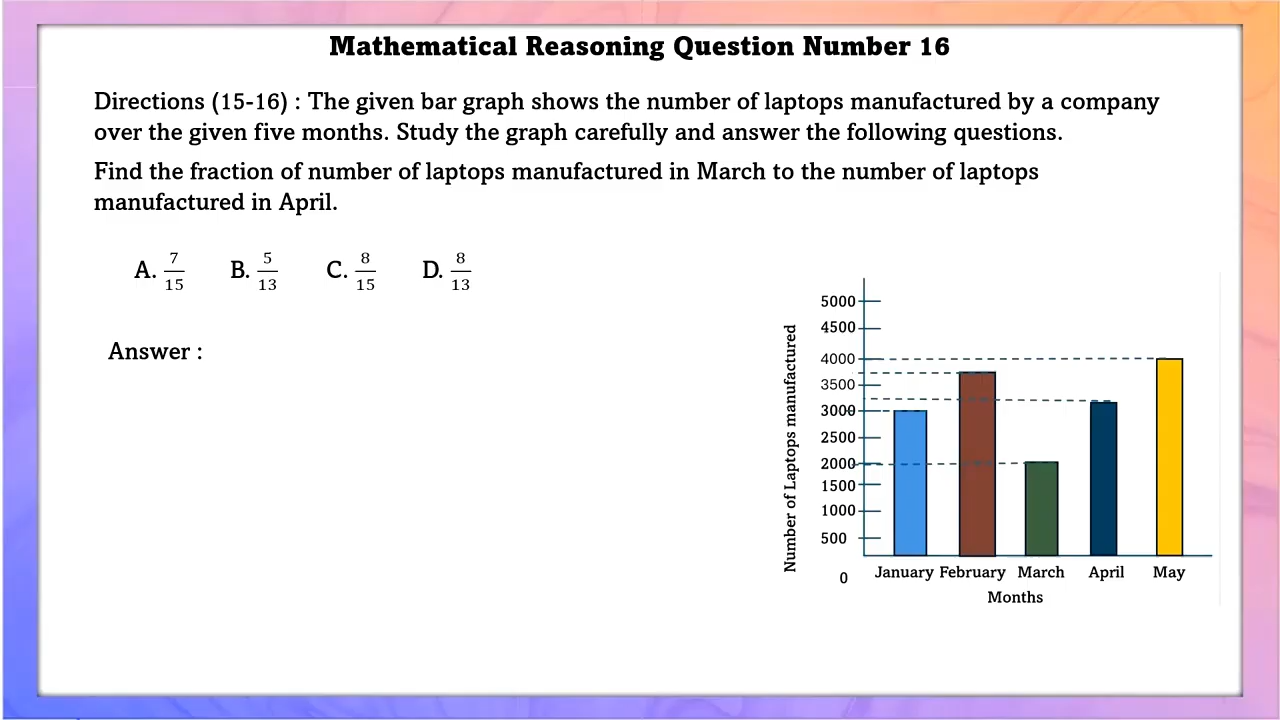 Mathematical Reasoning Question Number 16
Directions (15-16) : The given bar graph shows the number of laptops manufactured by a company
over the given five months. Study the graph carefully and answer the following questions.
Find the fraction of number of laptops manufactured in March to the number of laptops
manufactured in April.
A. 7/15 B. 5/13 C. 8/15 D. 8/13
Answer :
Number of Laptops manufactured
5000
4500
4000
3500
3000
2500
2000
1500
1000
500
0
January February March April May
Months